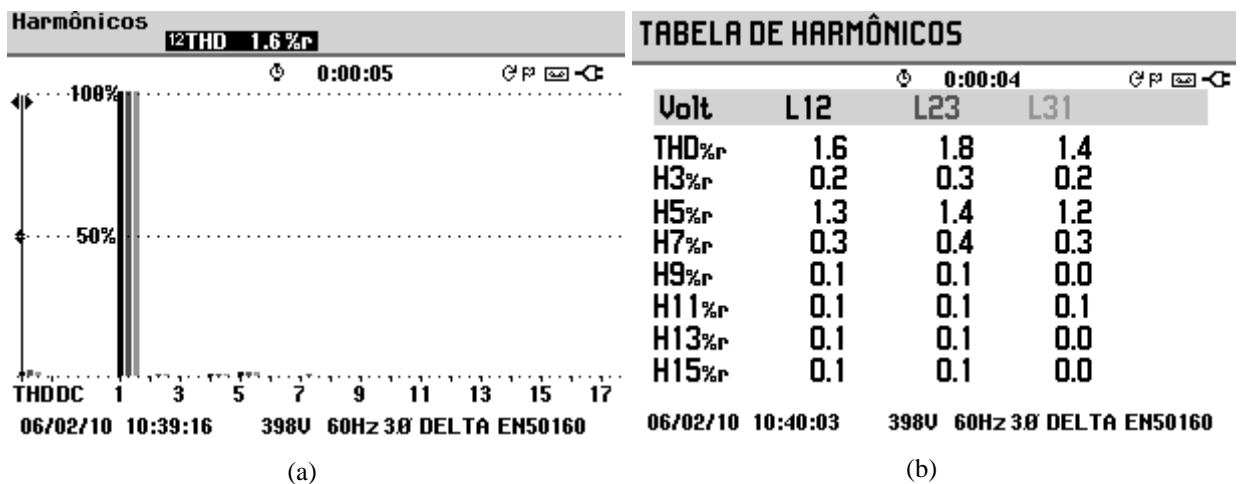 Harmônicos
12THD 1.6 %r
0:00:05
100%
50%
THD DC 1 3 5 7 9 11 13 15 17
06/02/10 10:39:16 398V 60Hz 3Ø DELTA EN50160
(a)
TABELA DE HARMÔNICOS
0:00:04
Volt L12 L23 L31
THD%r 1.6 1.8 1.4
H3%r 0.2 0.3 0.2
H5%r 1.3 1.4 1.2
H7%r 0.3 0.4 0.3
H9%r 0.1 0.1 0.0
H11%r 0.1 0.1 0.1
H13%r 0.1 0.1 0.0
H15%r 0.1 0.1 0.0
06/02/10 10:40:03 398V 60Hz 3Ø DELTA EN50160
(b)